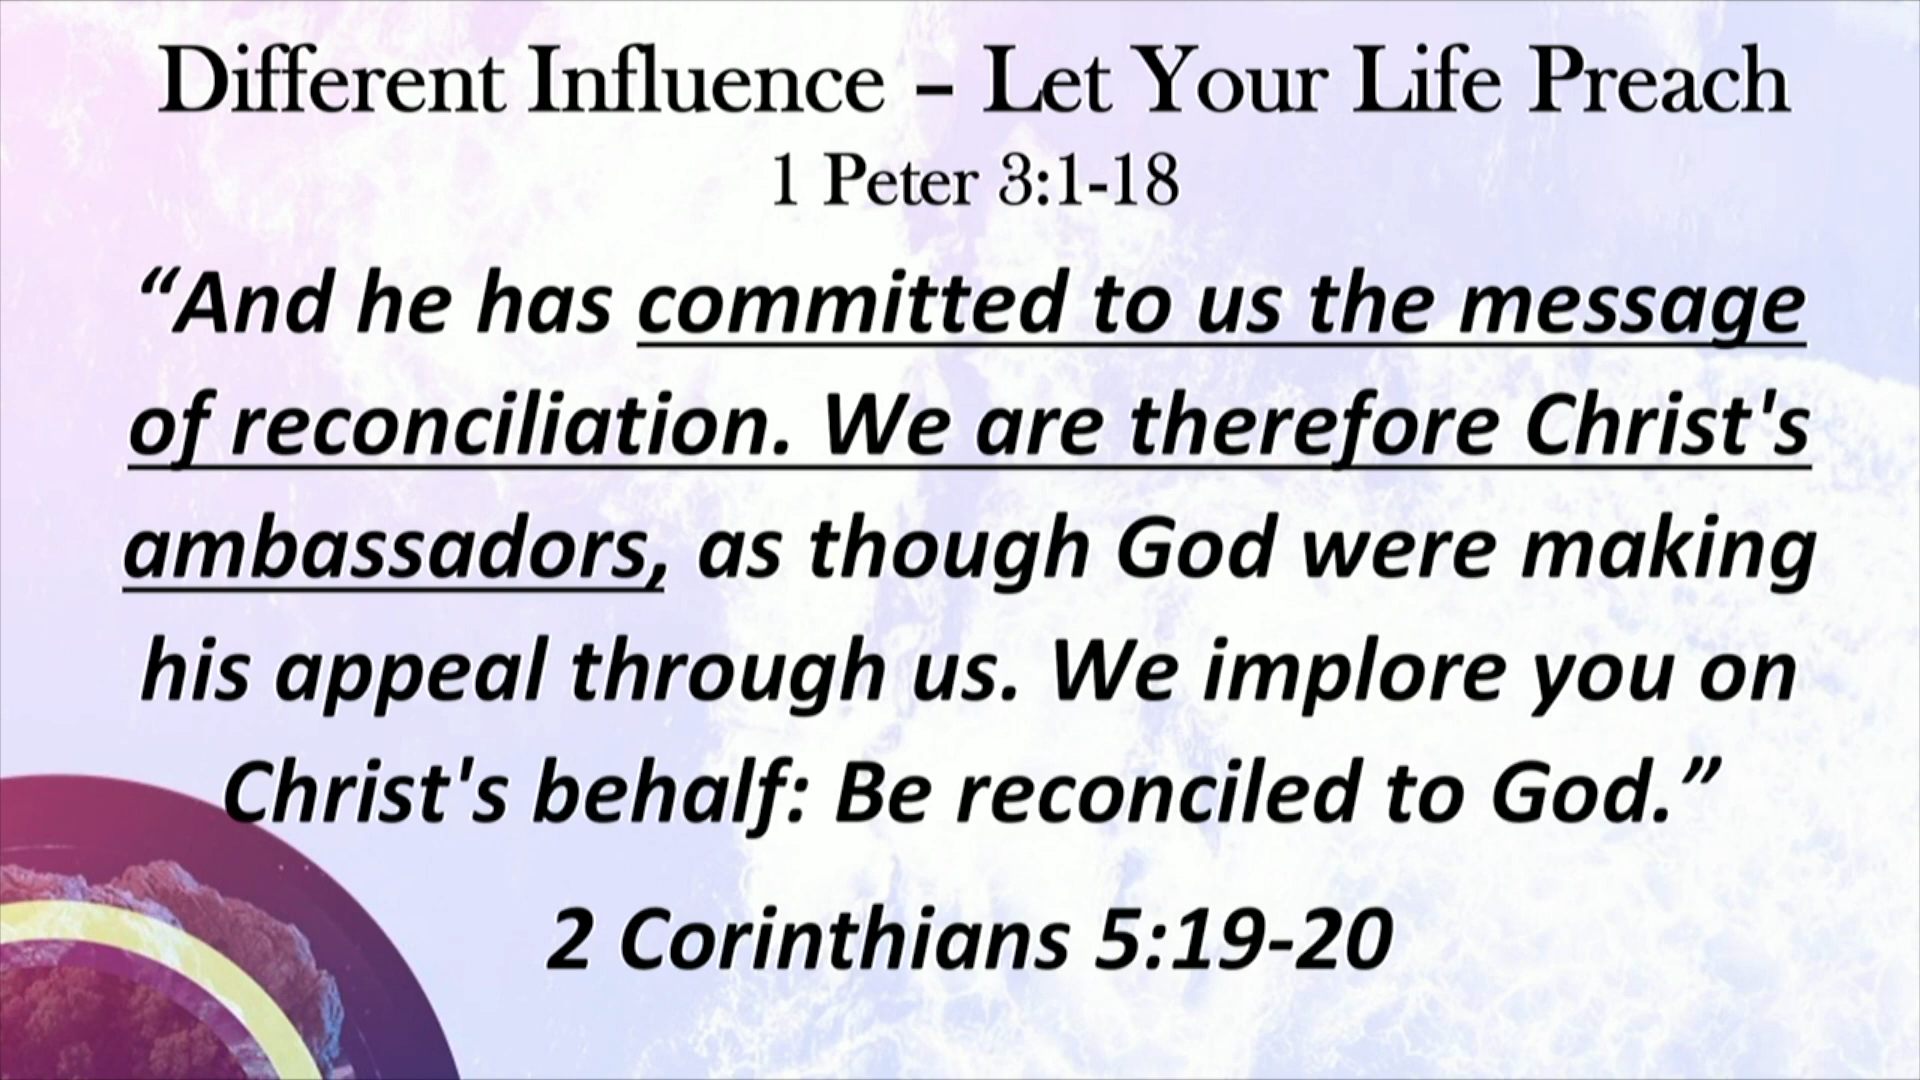 Different Influence – Let Your Life Preach
1 Peter 3:1-18
“And he has committed to us the message
of reconciliation. We are therefore Christ's
ambassadors, as though God were making
his appeal through us. We implore you on
Christ's behalf: Be reconciled to God.”
2 Corinthians 5:19-20